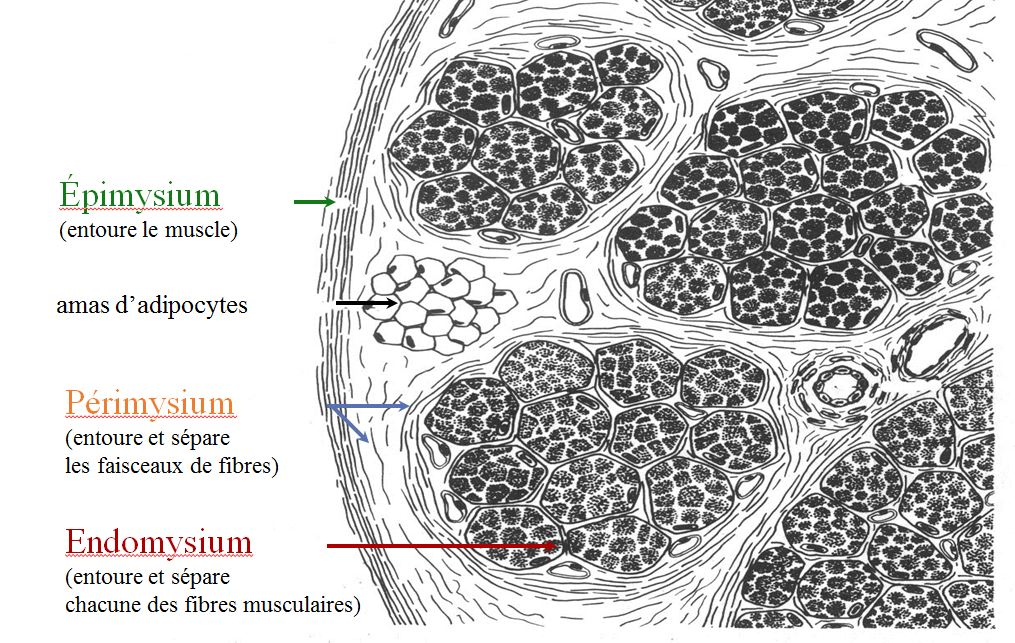 Épimysium
(entoure le muscle)
amas d’adipocytes
Périmysium
(entoure et sépare
les faisceaux de fibres)
Endomysium
(entoure et sépare
chacune des fibres musculaires)